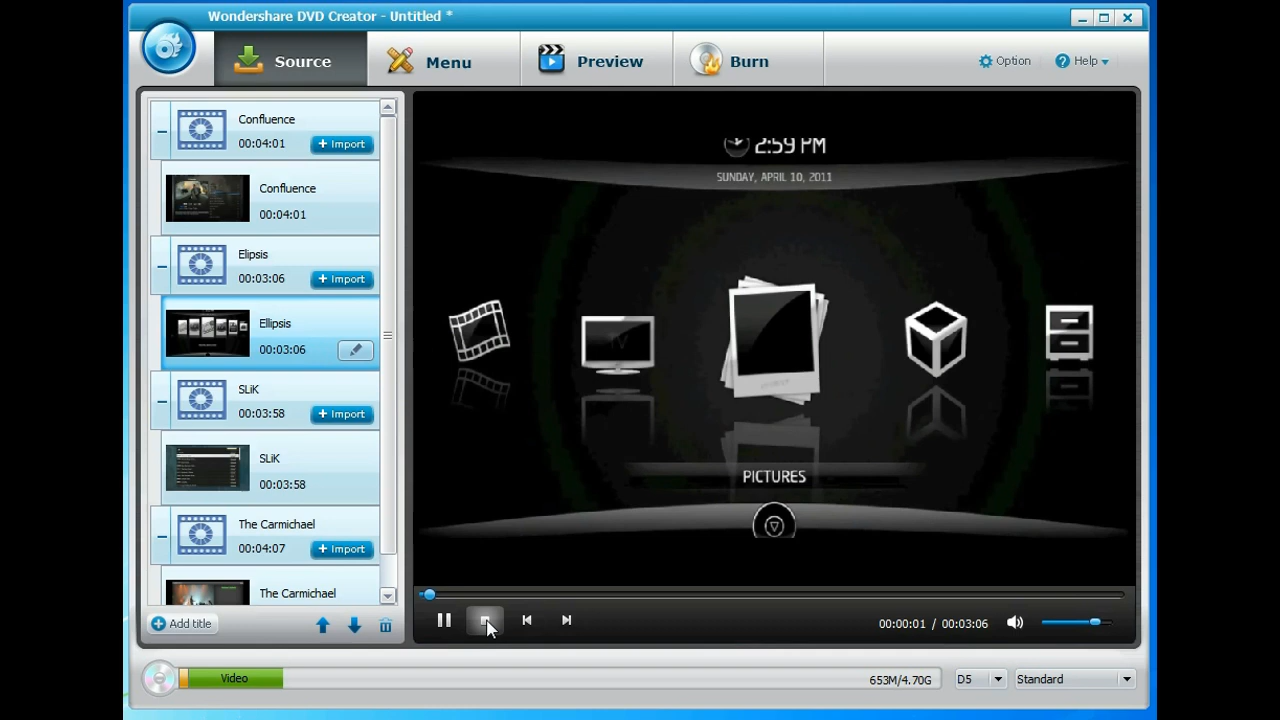 Wondershare DVD Creator - Untitled *
Source
Menu
Preview
Burn
Option
Help
Confluence
00:04:01
Import
Confluence
00:04:01
Elipsis
00:03:06
Import
Ellipsis
00:03:06
SLiK
00:03:58
Import
SLiK
00:03:58
The Carmichael
00:04:07
Import
The Carmichael
Add title
2:59 PM
SUNDAY, APRIL 10, 2011
TV
PICTURES
00:00:01 / 00:03:06
Video
653M/4.70G
D5
Standard